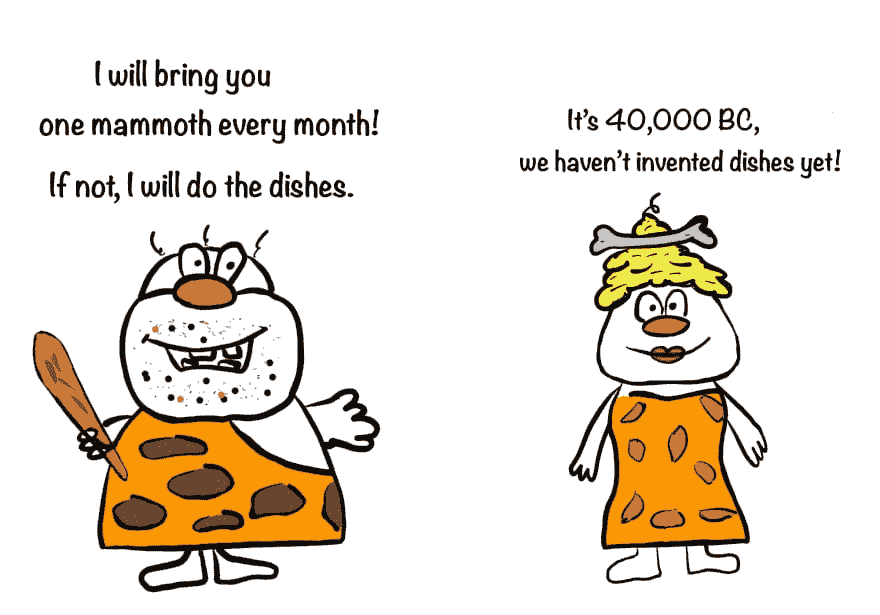 I will bring you
one mammoth every month!
If not, I will do the dishes.
It's 40,000 BC,
we haven't invented dishes yet!